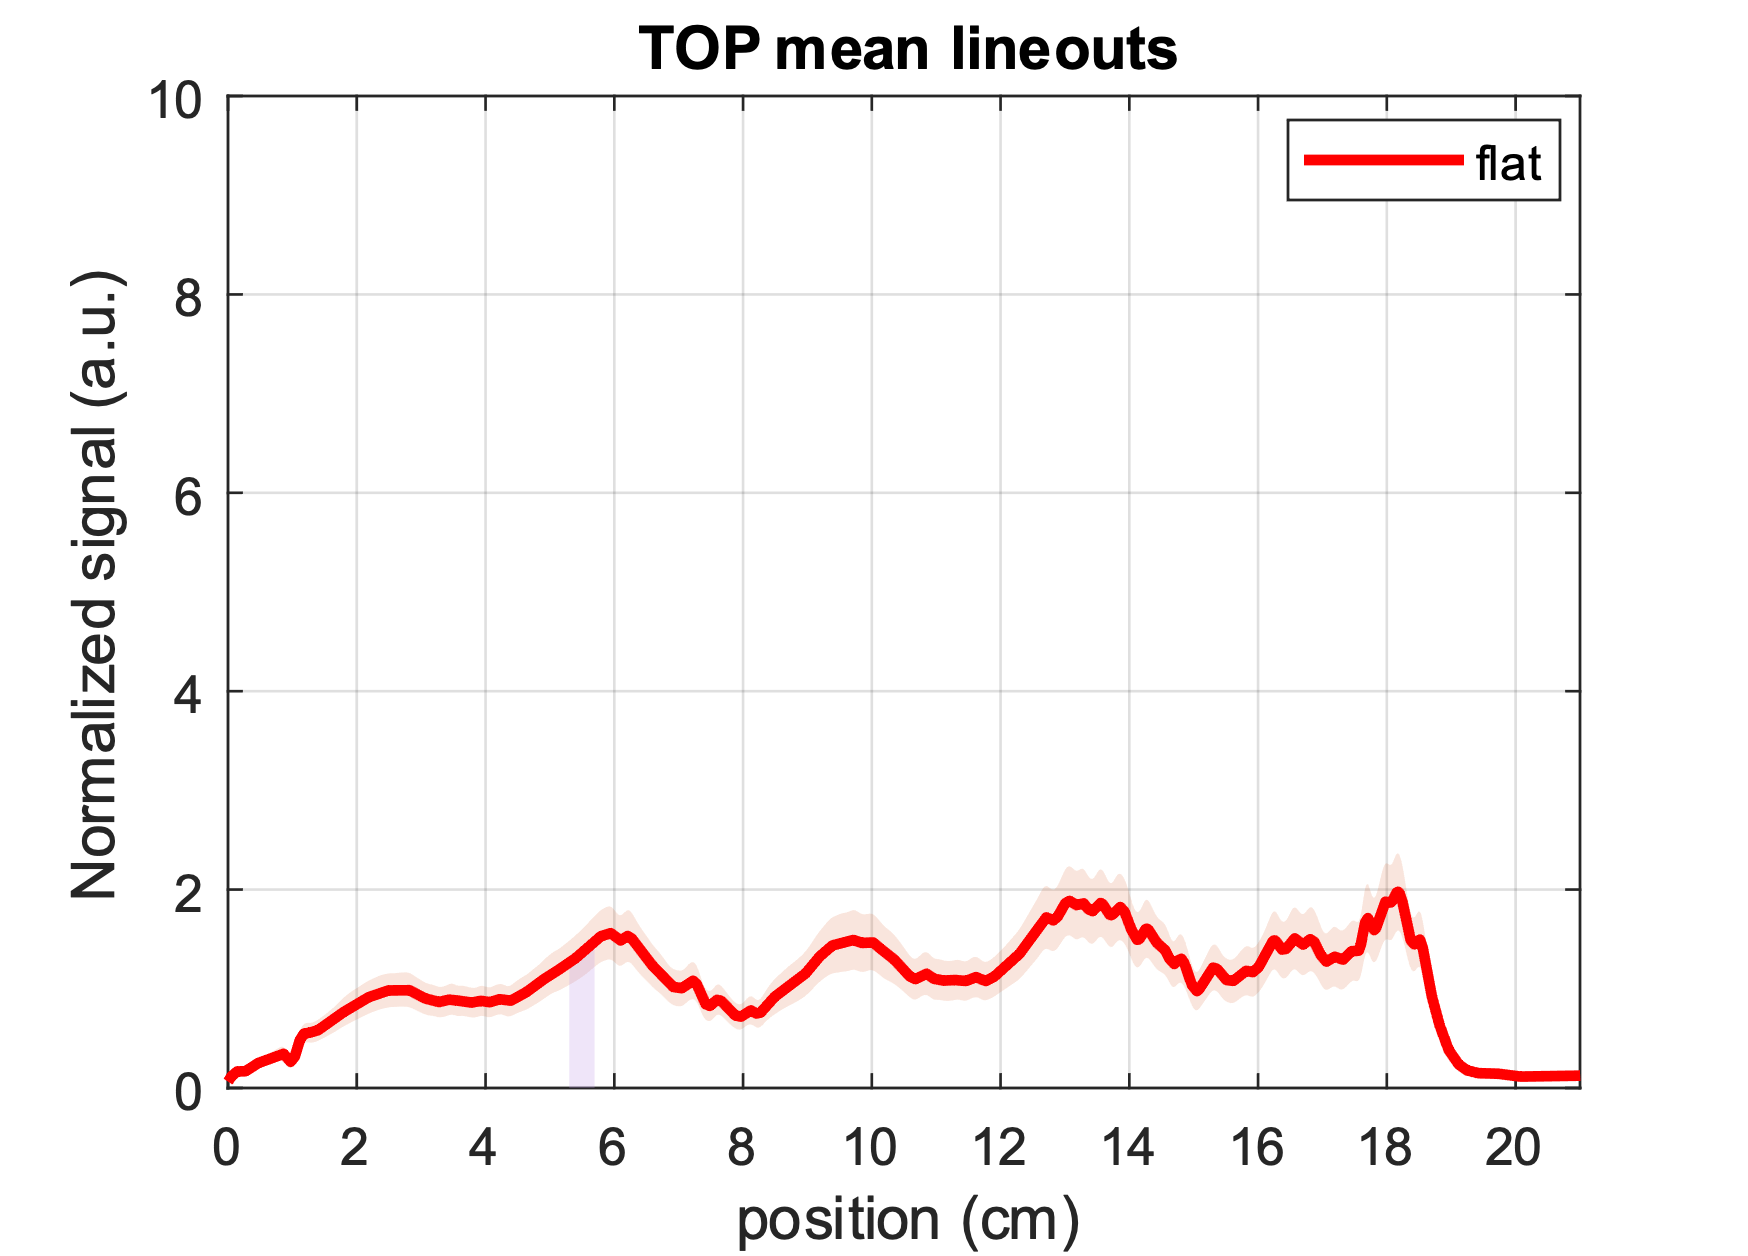 TOP mean lineouts
10
8
6
4
2
0
Normalized signal (a.u.)
flat
0 2 4 6 8 10 12 14 16 18 20
position (cm)